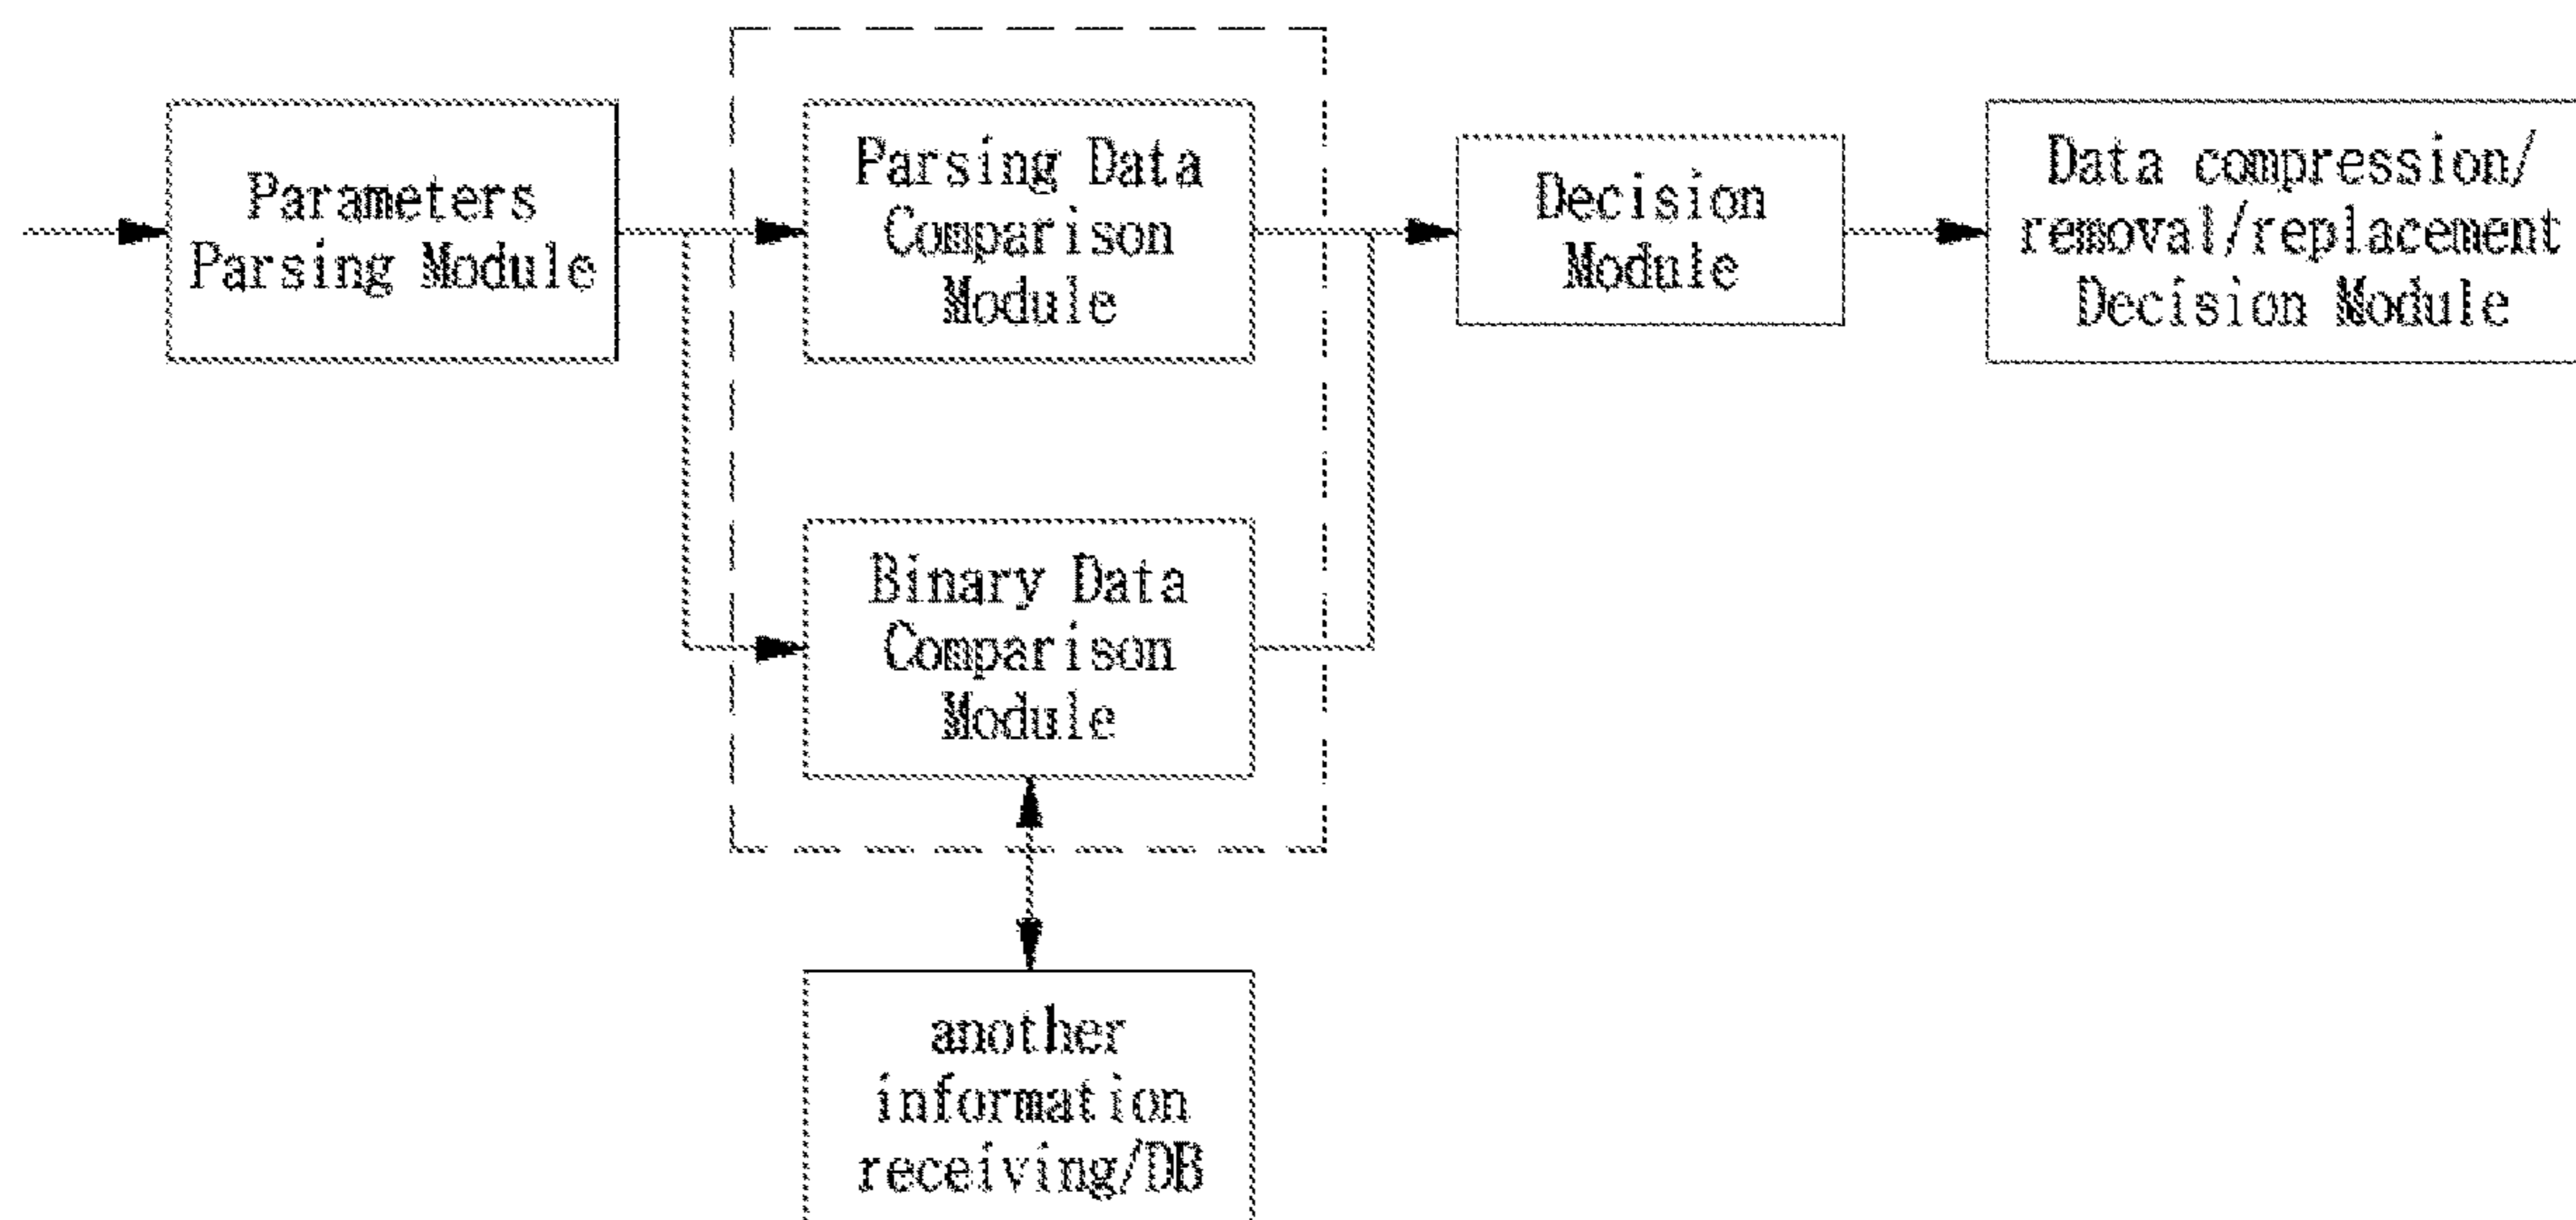 Parameters
Parsing Module
Parsing Data
Comparison
Module
Decision
Module
Data compression/
removal/replacement
Decision Module
Binary Data
Comparison
Module
another
information
receiving/DB